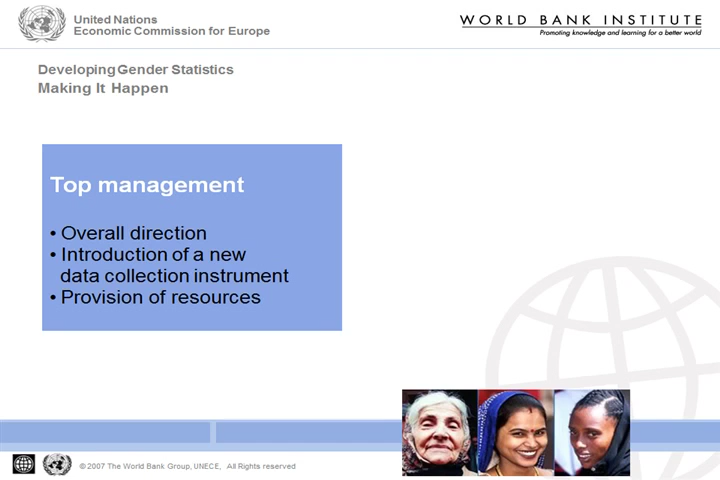 United Nations
Economic Commission for Europe
WORLD BANK INSTITUTE
Promoting knowledge and learning for a better world
Developing Gender Statistics
Making It Happen
Top management
• Overall direction
• Introduction of a new
data collection instrument
• Provision of resources
© 2007 The World Bank Group, UNECE, All Rights reserved